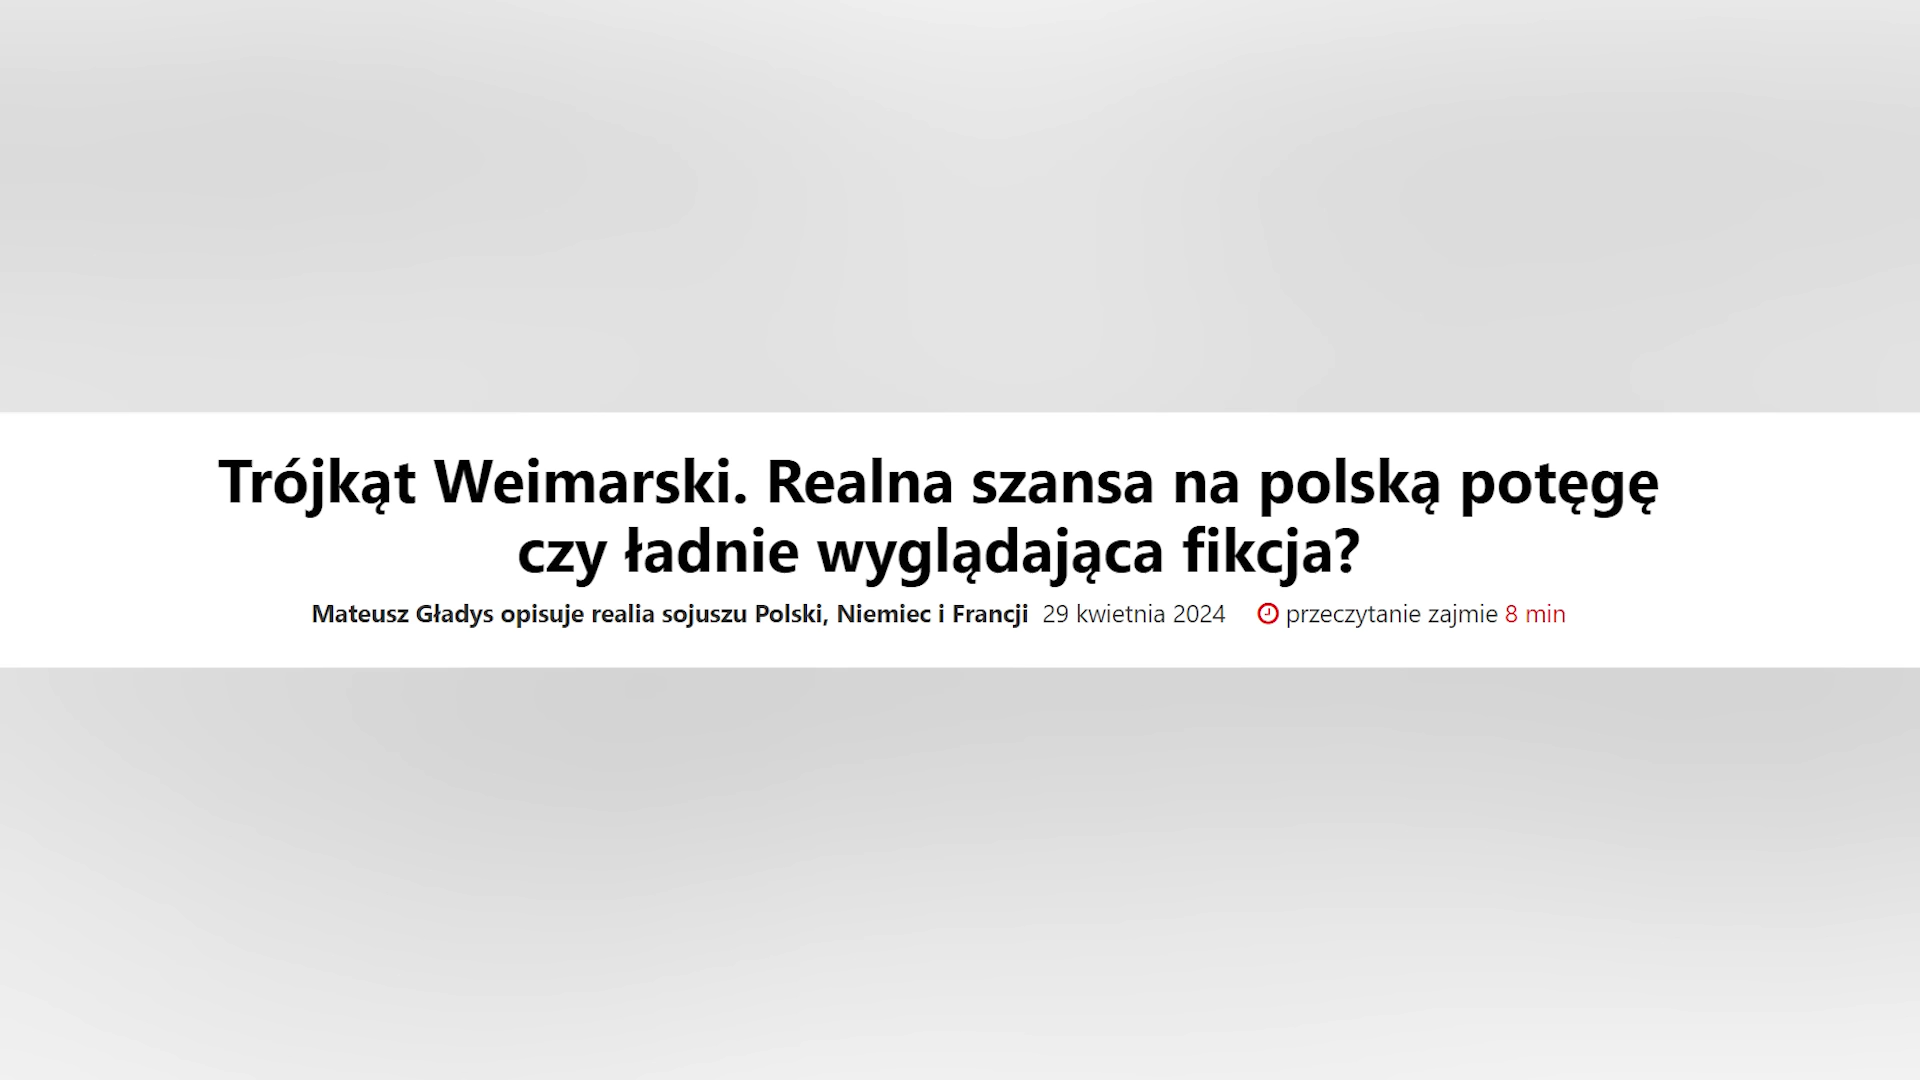 Trójkąt Weimarski. Realna szansa na polską potęgę
czy ładnie wyglądająca fikcja?
Mateusz Gładys opisuje realia sojuszu Polski, Niemiec i Francji 29 kwietnia 2024 przeczytanie zajmie 8 min